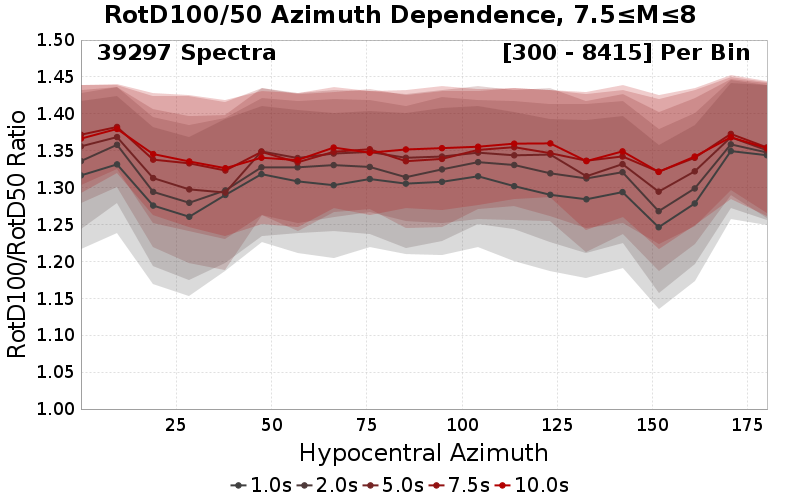 RotD100/50 Azimuth Dependence, 7.5≤M≤8
39297 Spectra
[300 - 8415] Per Bin
RotD100/RotD50 Ratio
1.50
1.45
1.40
1.35
1.30
1.25
1.20
1.15
1.10
1.05
1.00
25 50 75 100 125 150 175
Hypocentral Azimuth
1.0s 2.0s 5.0s 7.5s 10.0s